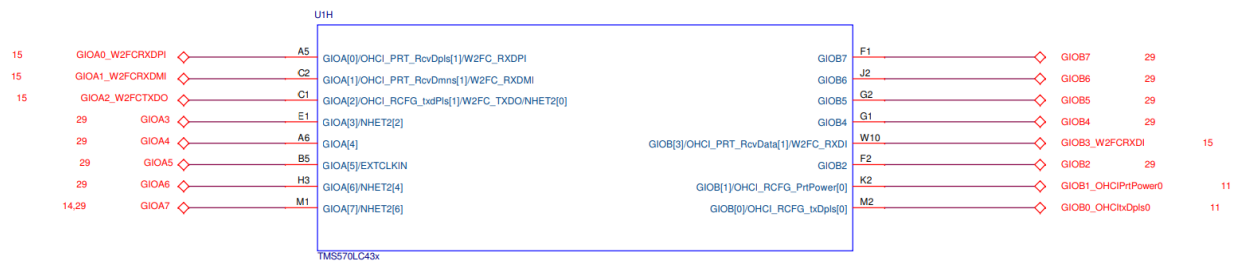 U1H
15 GIOA0_W2FCRXDPI A5 GIOA[0]/OHCI_PRT_RcvDpls[1]/W2FC_RXDPI GIOB7 F1 GIOB7 29
15 GIOA1_W2FCRXDMI C2 GIOA[1]/OHCI_PRT_RcvDmns[1]/W2FC_RXDMI GIOB6 J2 GIOB6 29
15 GIOA2_W2FCTXDO C1 GIOA[2]/OHCI_RCFG_txdPls[1]/W2FC_TXDO/NHET2[0] GIOB5 G2 GIOB5 29
29 GIOA3 E1 GIOA[3]/NHET2[2] GIOB4 G1 GIOB4 29
29 GIOA4 A6 GIOA[4] GIOB[3]/OHCI_PRT_RcvData[1]/W2FC_RXDI W10 GIOB3_W2FCRXDI 15
29 GIOA5 B5 GIOA[5]/EXTCLKIN GIOB2 F2 GIOB2 29
29 GIOA6 H3 GIOA[6]/NHET2[4] GIOB[1]/OHCI_RCFG_PrtPower[0] K2 GIOB1_OHCIPrtPower0 11
14,29 GIOA7 M1 GIOA[7]/NHET2[6] GIOB[0]/OHCI_RCFG_txDpls[0] M2 GIOB0_OHCItxDpls0 11
TMS570LC43x